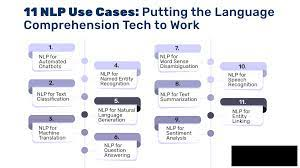 11 NLP Use Cases: Putting the Language
Comprehension Tech to Work
1.
NLP for
Automated
Chatbots
2.
NLP for Text
Classification
3.
NLP for
Machine
Translation
4.
NLP for
Named Entity
Recognition
5.
NLP for Natural
Language
Generation
6.
NLP for
Question
Answering
7.
NLP for
Word Sense
Disambiguation
8.
NLP for Text
Summarization
9.
NLP for
Sentiment
Analysis
10.
NLP for
Speech
Recognition
11.
NLP for
Entity
Linking